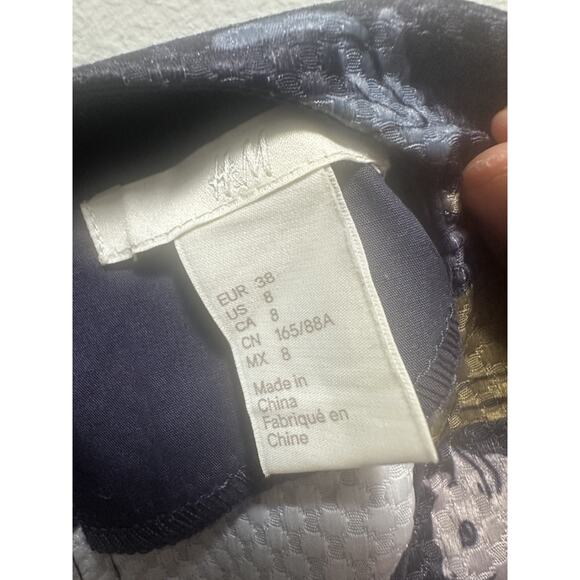 H&M
EUR 38
US 8
CA 8
CN 165/88A
MX 8
Made in
China
Fabriqué en
Chine